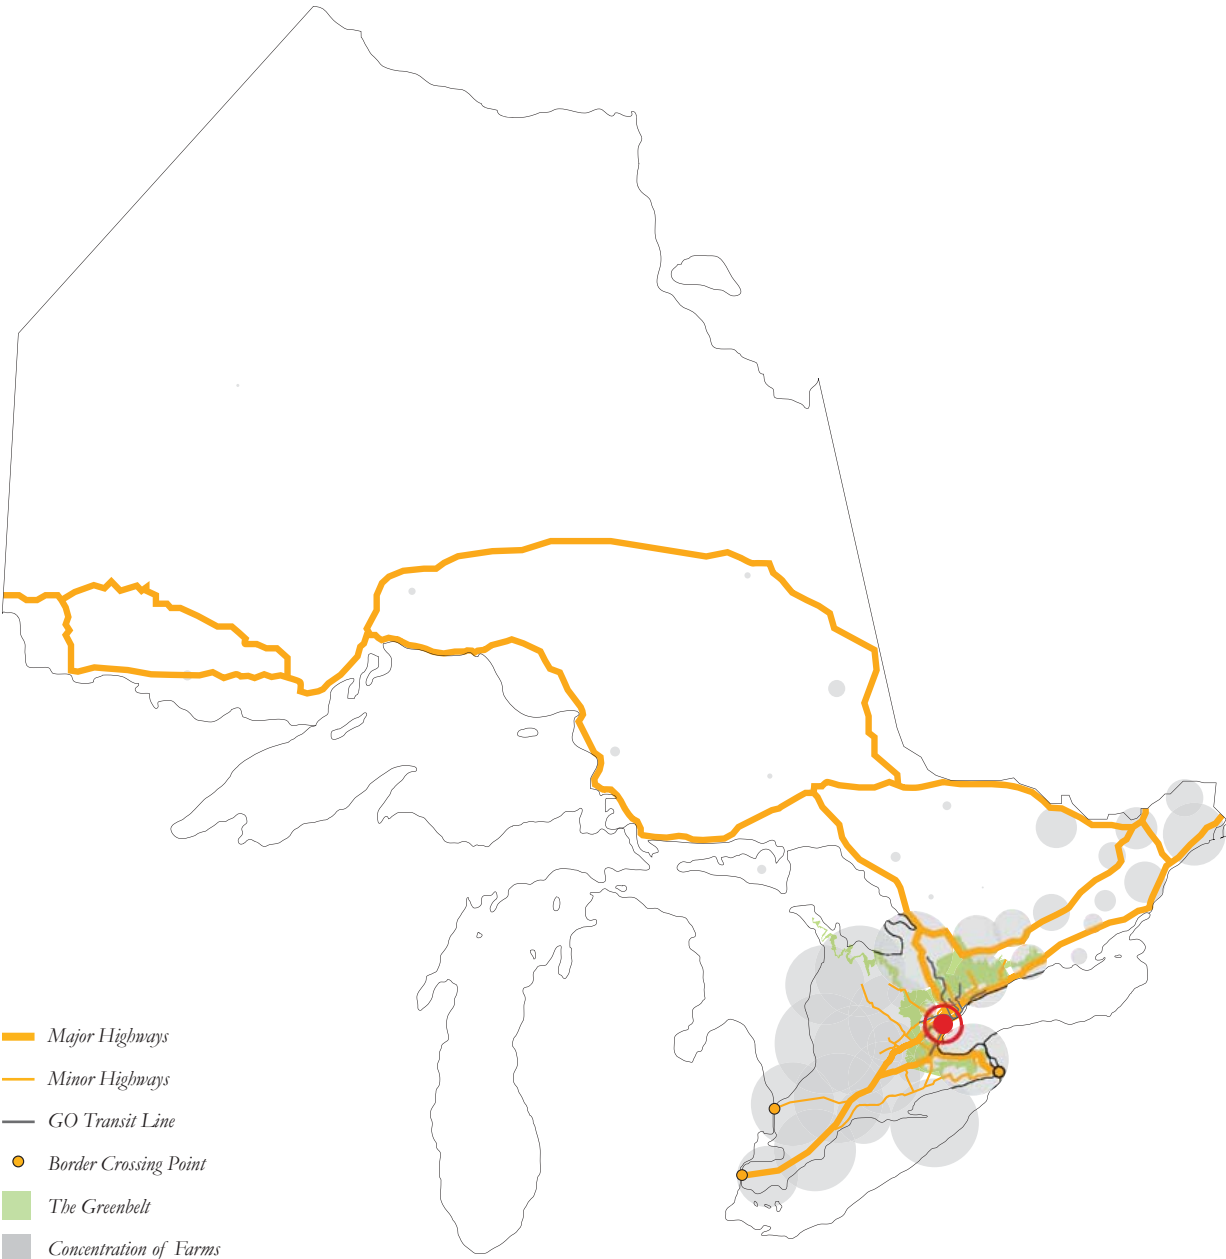 Major Highways
Minor Highways
GO Transit Line
Border Crossing Point
The Greenbelt
Concentration of Farms